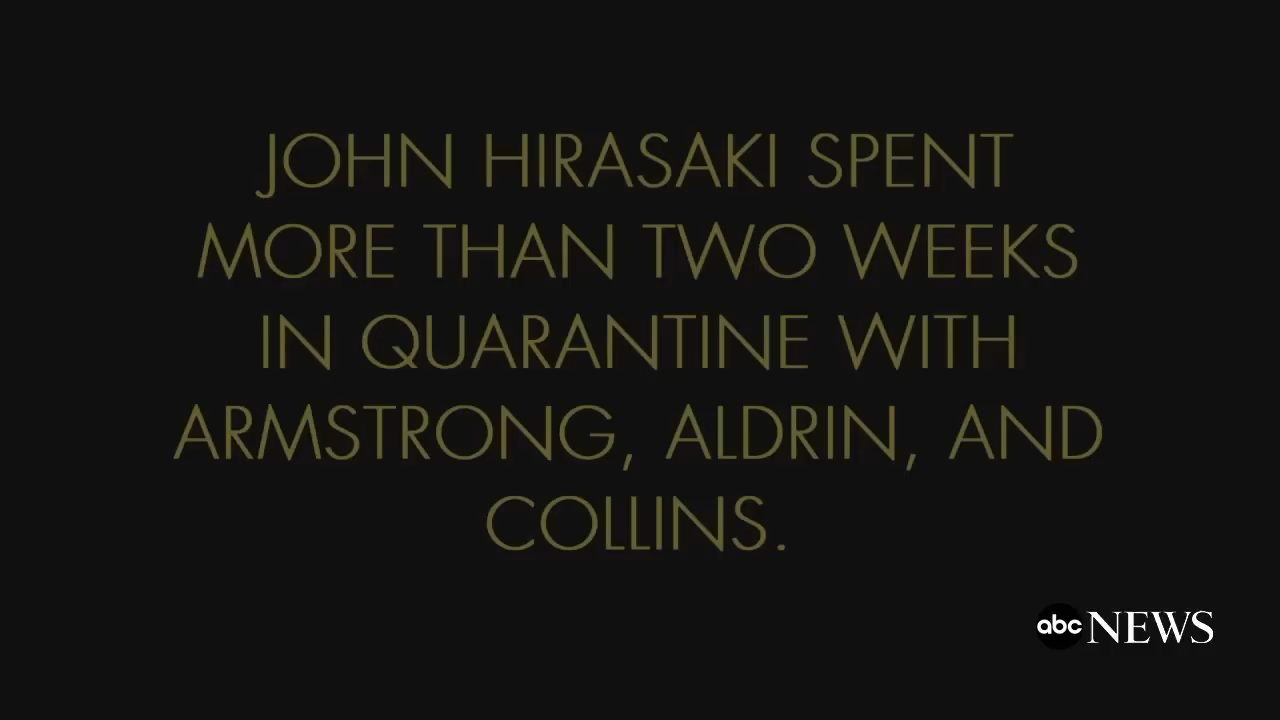 JOHN HIRASAKI SPENT
MORE THAN TWO WEEKS
IN QUARANTINE WITH
ARMSTRONG, ALDRIN, AND
COLLINS.
abc NEWS